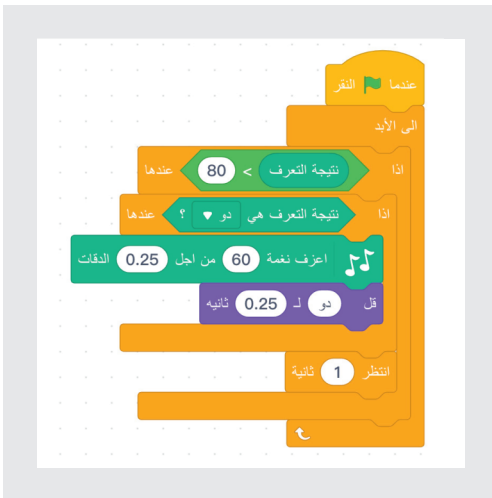 عندما النقر
الى الأبد
اذا نتيجة التعرف > 80 عندها
اذا نتيجة التعرف هي دو ؟ عندها
اعزف نغمة 60 من اجل 0.25 الدقات
قل دو لـ 0.25 ثانيه
انتظر 1 ثانية